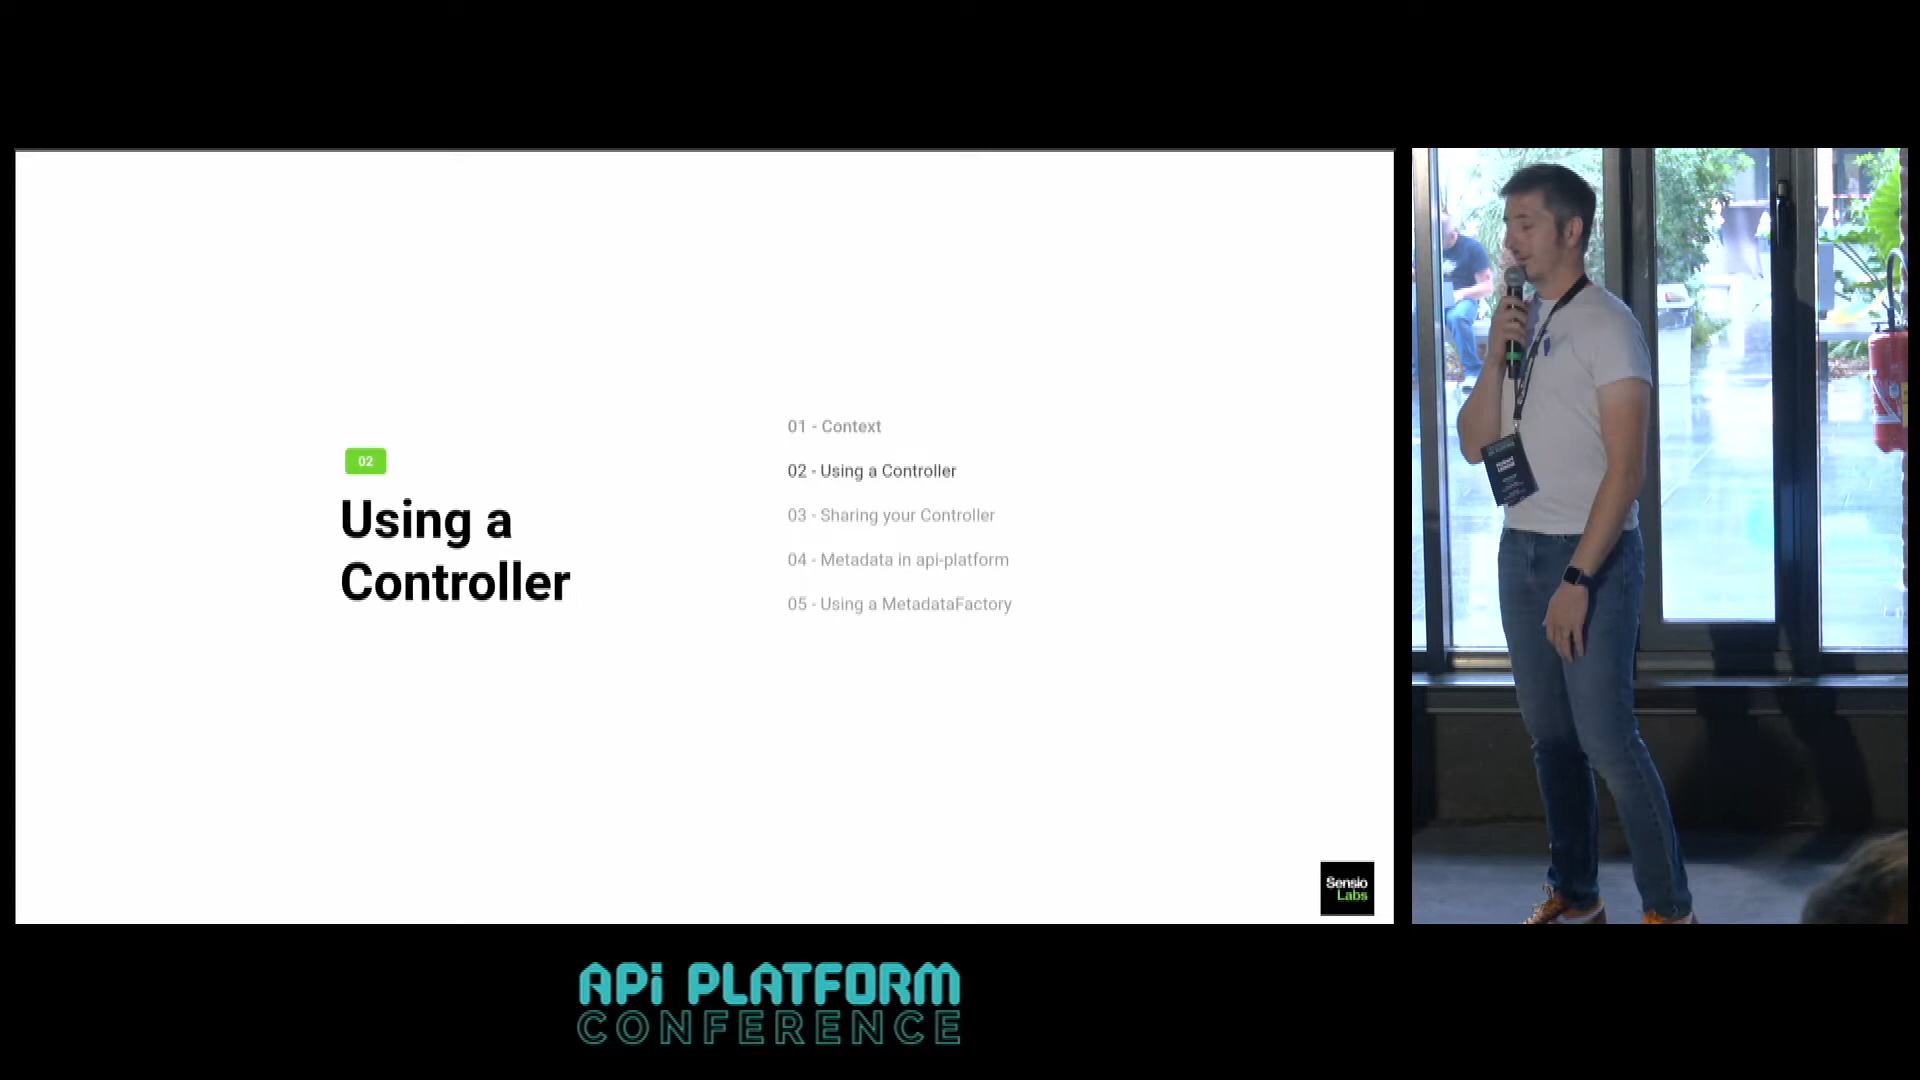 02
Using a
Controller
01 - Context
02 - Using a Controller
03 - Sharing your Controller
04 - Metadata in api-platform
05 - Using a MetadataFactory
Sensio
Labs
APi PLATFORM
CONFERENCE